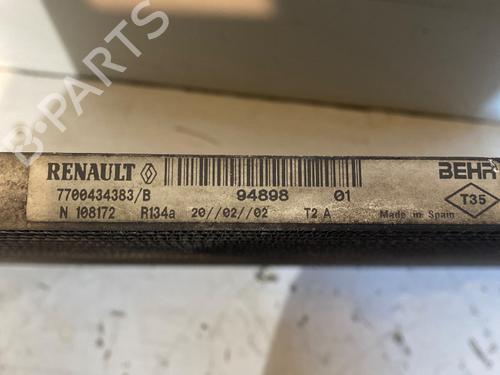 B-PARTS
RENAULT BEHR
7700434383/B 94898 01
N 108172 R134a 20//02//02 T2 A Made in Spain T35